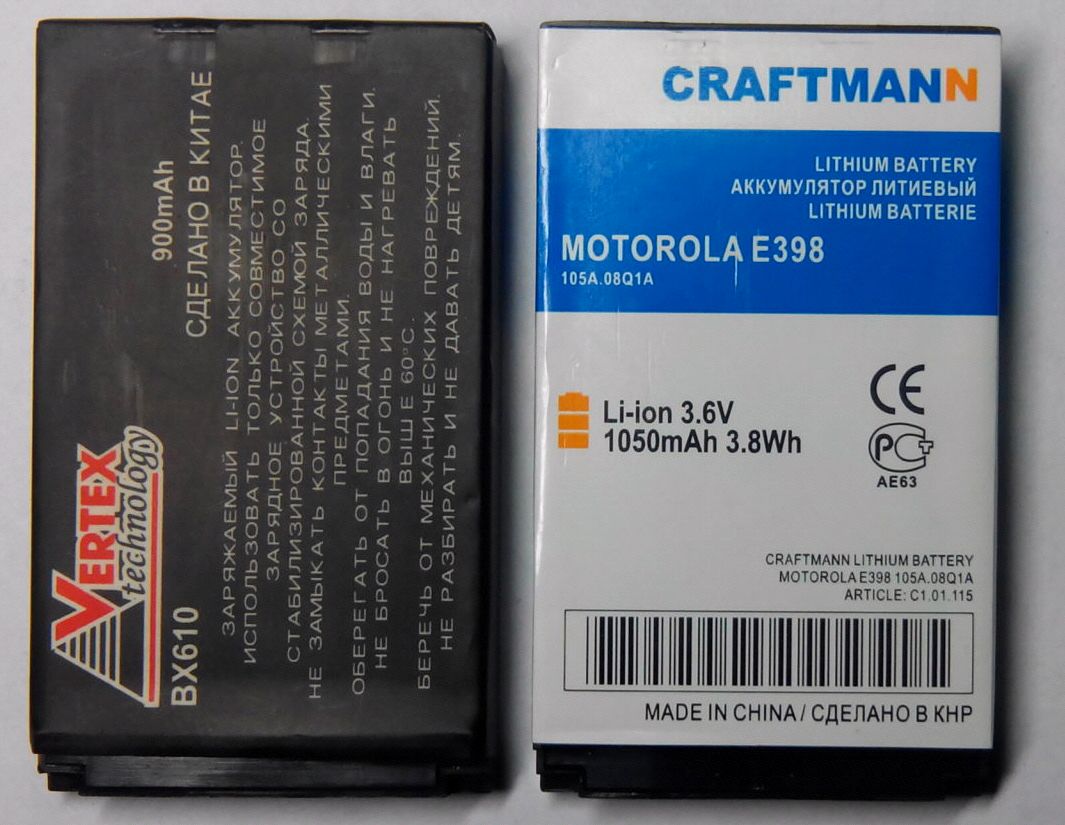 VERTEX
technology
BX610
900mAh
СДЕЛАНО В КИТАЕ
ЗАРЯЖАЕМЫЙ LI-ION АККУМУЛЯТОР.
ИСПОЛЬЗОВАТЬ ТОЛЬКО СОВМЕСТИМОЕ
ЗАРЯДНОЕ УСТРОЙСТВО СО
СТАБИЛИЗИРОВАННОЙ СХЕМОЙ ЗАРЯДА.
НЕ ЗАМЫКАТЬ КОНТАКТЫ МЕТАЛЛИЧЕСКИМИ
ПРЕДМЕТАМИ.
ОБЕРЕГАТЬ ОТ ПОПАДАНИЯ ВОДЫ И ВЛАГИ.
НЕ БРОСАТЬ В ОГОНЬ И НЕ НАГРЕВАТЬ
ВЫШЕ 60°С.
БЕРЕЧЬ ОТ МЕХАНИЧЕСКИХ ПОВРЕЖДЕНИЙ.
НЕ РАЗБИРАТЬ И НЕ ДАВАТЬ ДЕТЯМ.
CRAFTMANN
LITHIUM BATTERY
АККУМУЛЯТОР ЛИТИЕВЫЙ
LITHIUM BATTERIE
MOTOROLA E398
105A.08Q1A
Li-ion 3.6V
1050mAh 3.8Wh
CE
РСТ
АЕ63
CRAFTMANN LITHIUM BATTERY
MOTOROLA E398 105A.08Q1A
ARTICLE: C1.01.115
MADE IN CHINA / СДЕЛАНО В КНР